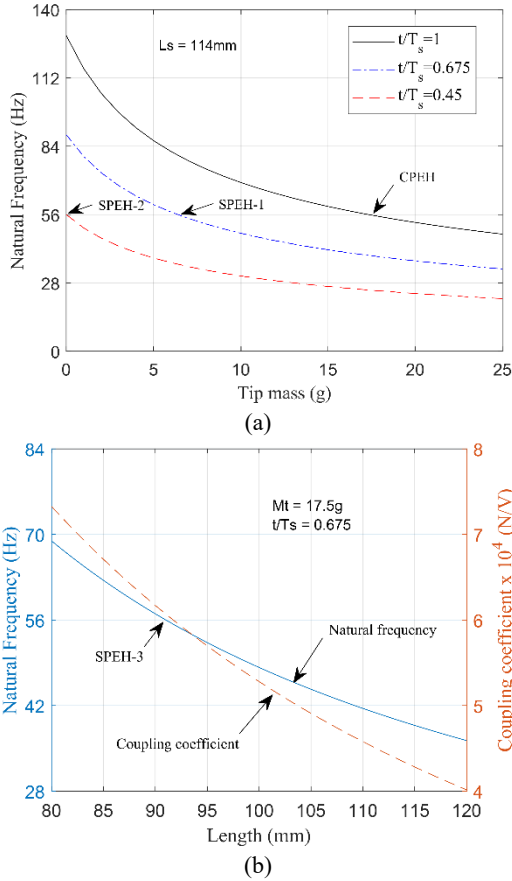 140
112
84
56
28
0
Natural Frequency (Hz)
Ls = 114mm
t/Ts=1
t/Ts=0.675
t/Ts=0.45
CPEH
SPEH-2
SPEH-1
0 5 10 15 20 25
Tip mass (g)
(a)
84
70
56
42
28
Natural Frequency (Hz)
Mt = 17.5g
t/Ts = 0.675
Natural frequency
SPEH-3
Coupling coefficient
8
7
6
5
4
Coupling coefficient x 10⁴ (N/V)
80 85 90 95 100 105 110 115 120
Length (mm)
(b)